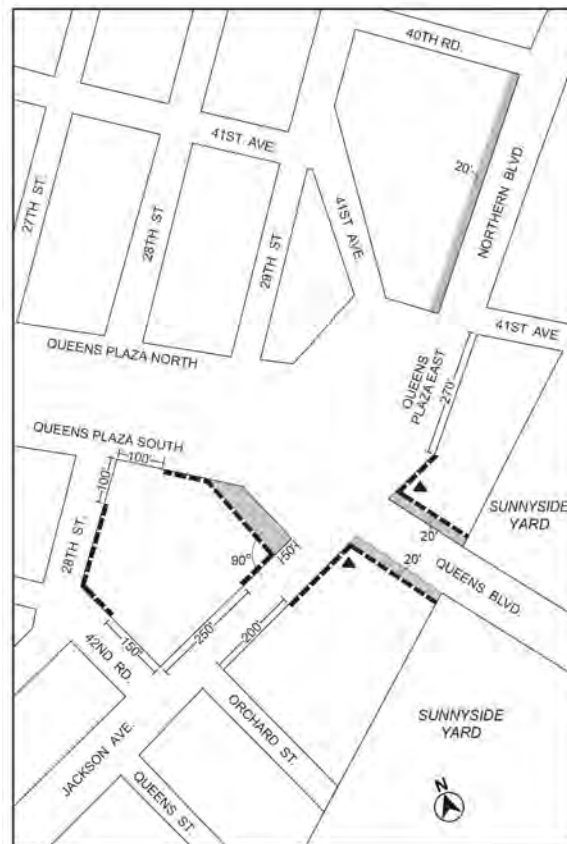 40TH RD.
41ST AVE.
20'
NORTHERN BLVD.
27TH ST.
28TH ST
29TH ST.
41ST AVE.
41ST AVE
QUEENS PLAZA NORTH
QUEENS
PLAZA EAST
270'
QUEENS PLAZA SOUTH
100'
100'
SUNNYSIDE
YARD
28TH ST.
90°
50'
20'
20'
QUEENS BLVD.
150'
250'
200'
42ND RD.
ORCHARD ST.
SUNNYSIDE
YARD
JACKSON AVE.
QUEENS ST.
N